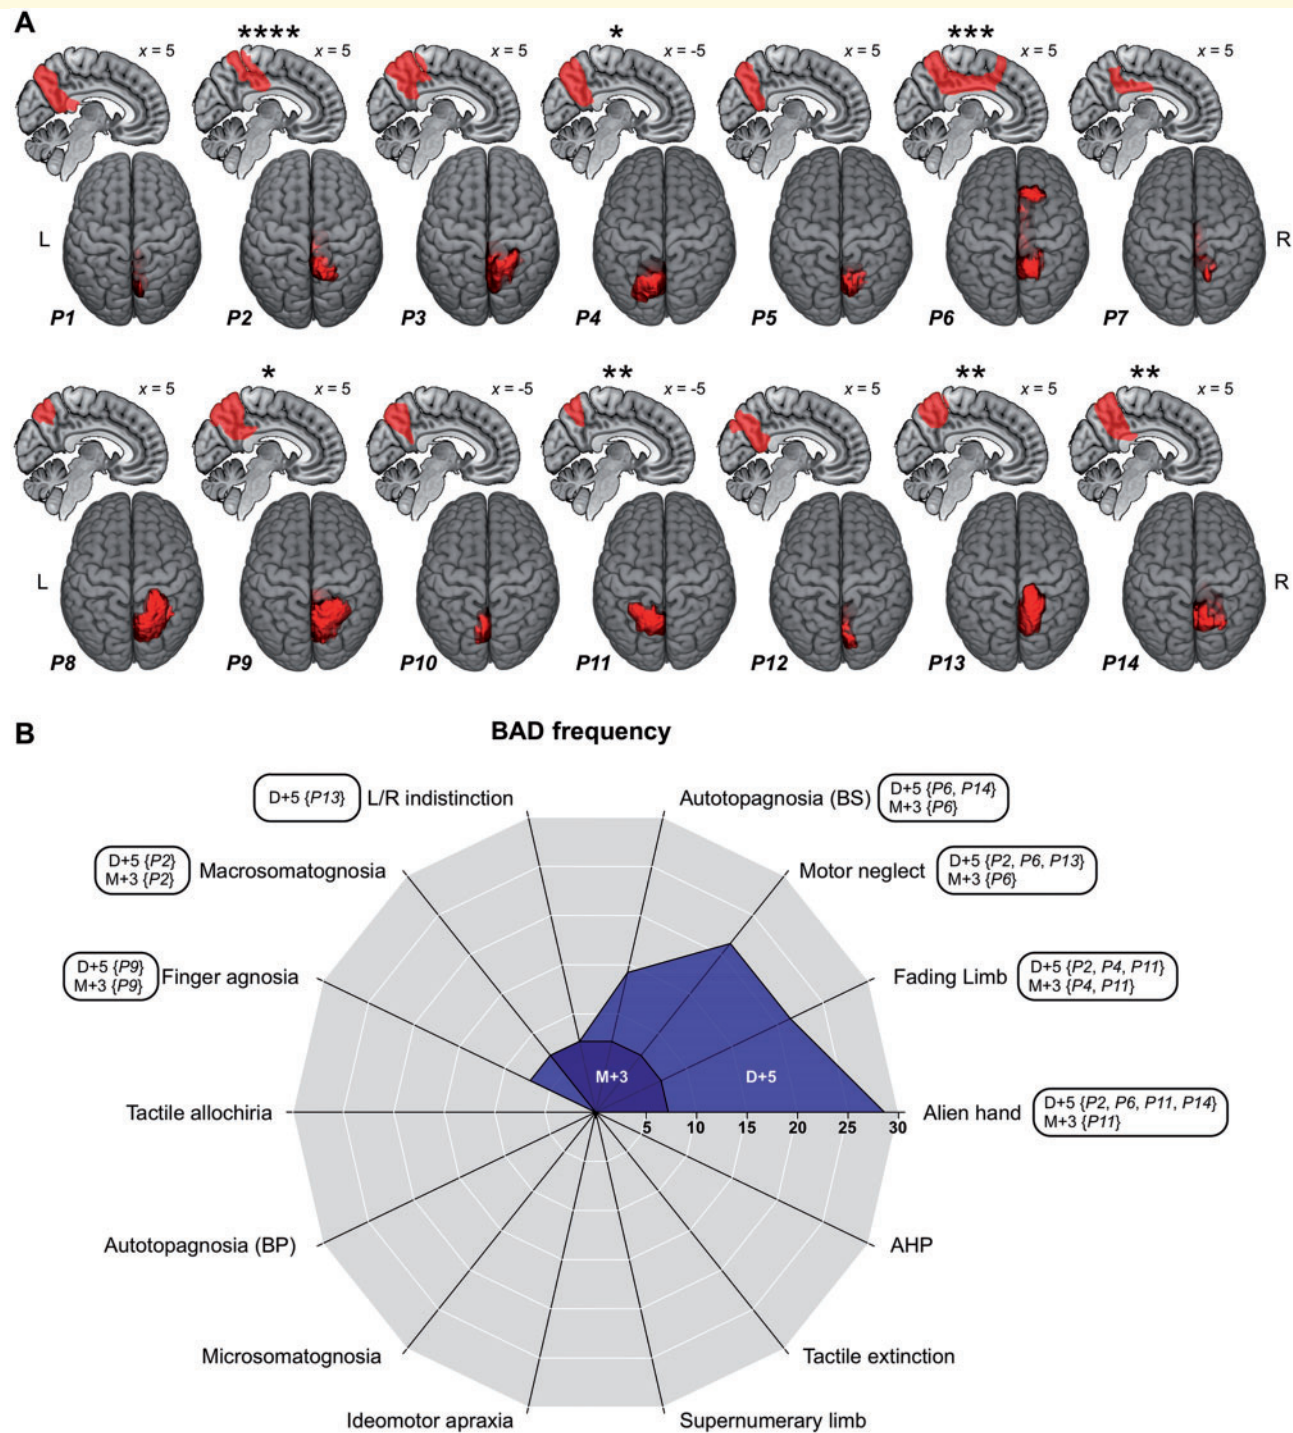 A
x = 5
****
x = 5
x = 5
*
x = -5
x = 5
***
x = 5
x = 5
L
R
P1
P2
P3
P4
P5
P6
P7
x = 5
*
x = 5
x = -5
**
x = -5
x = 5
**
x = 5
**
x = 5
L
R
P8
P9
P10
P11
P12
P13
P14
B
BAD frequency
D+5 {P13}
L/R indistinction
Autotopagnosia (BS)
D+5 {P6, P14}
M+3 {P6}
D+5 {P2}
M+3 {P2}
Macrosomatognosia
Motor neglect
D+5 {P2, P6, P13}
M+3 {P6}
D+5 {P9}
M+3 {P9}
Finger agnosia
Fading Limb
D+5 {P2, P4, P11}
M+3 {P4, P11}
M+3
D+5
Tactile allochiria
5 10 15 20 25 30
Alien hand
D+5 {P2, P6, P11, P14}
M+3 {P11}
Autotopagnosia (BP)
AHP
Microsomatognosia
Tactile extinction
Ideomotor apraxia
Supernumerary limb